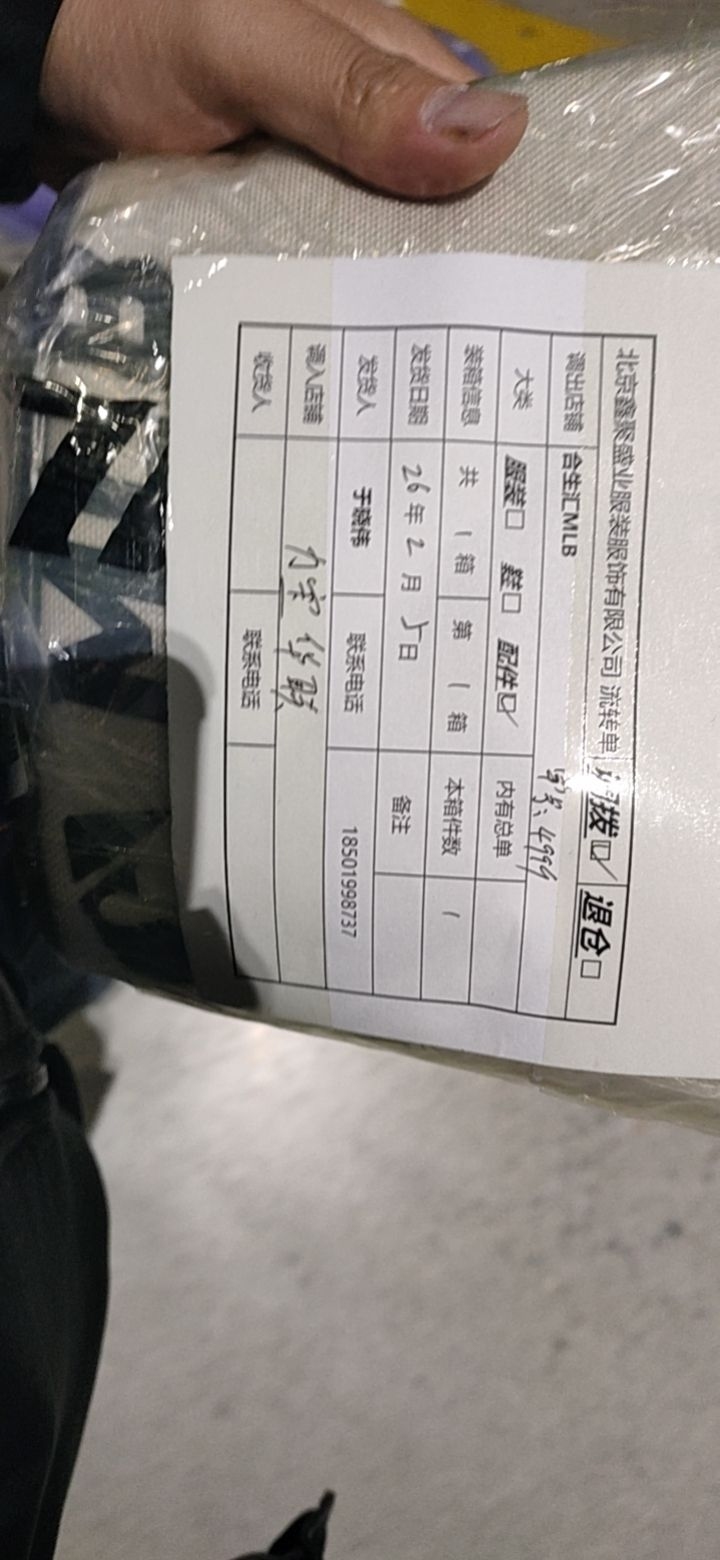 北京鑫聚盛业服装服饰有限公司 流转单 调拨☑ 退仓□
调出店铺 合生汇MLB
4999
大类 服装□ 鞋□ 配件☑ 内有总单
装箱信息 共 1 箱 第 1 箱 本箱件数 1
发货日期 26年2月5日 备注
发货人 于晓伟 联系电话 18501998737
调入店铺 力宝华联
收货人 联系电话